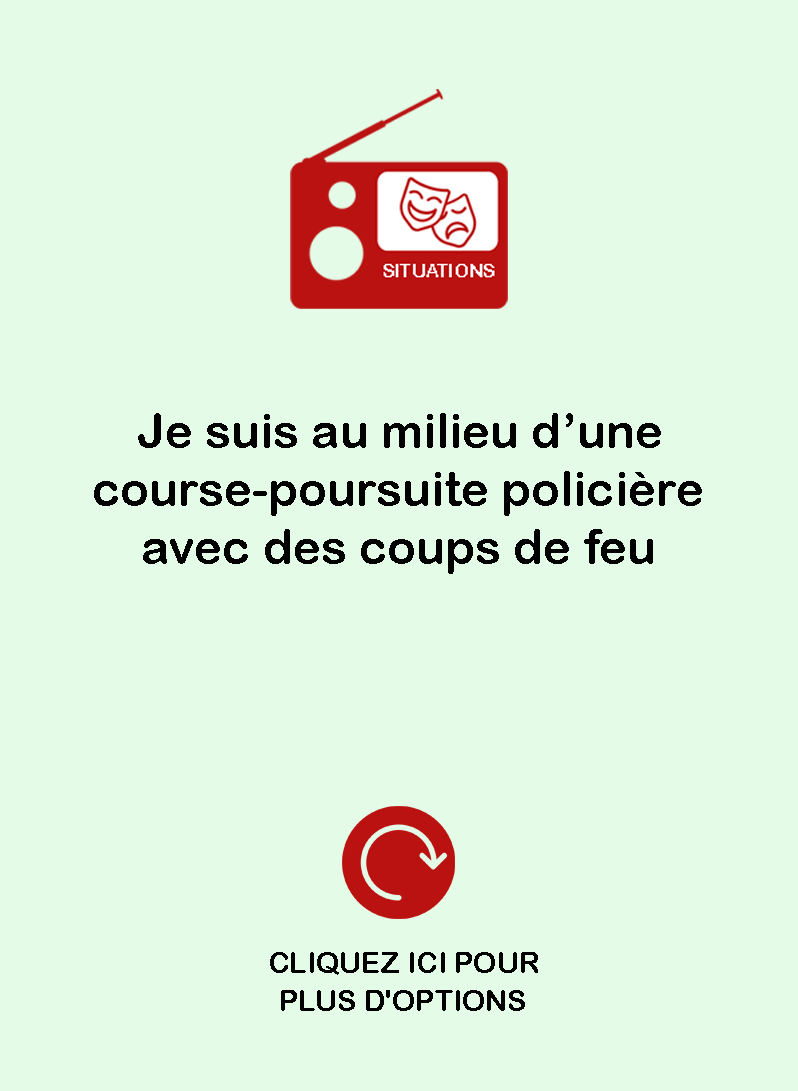 SITUATIONS
Je suis au milieu d’une
course-poursuite policière
avec des coups de feu
CLIQUEZ ICI POUR
PLUS D'OPTIONS